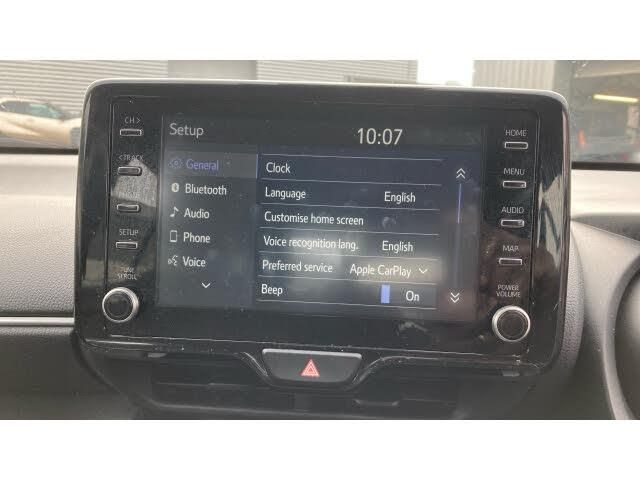 CH >
< TRACK
SETUP
TUNE
SCROLL
Setup
10:07
General
Bluetooth
Audio
Phone
Voice
Clock
Language English
Customise home screen
Voice recognition lang. English
Preferred service Apple CarPlay
Beep On
HOME
MENU
AUDIO
MAP
POWER
VOLUME